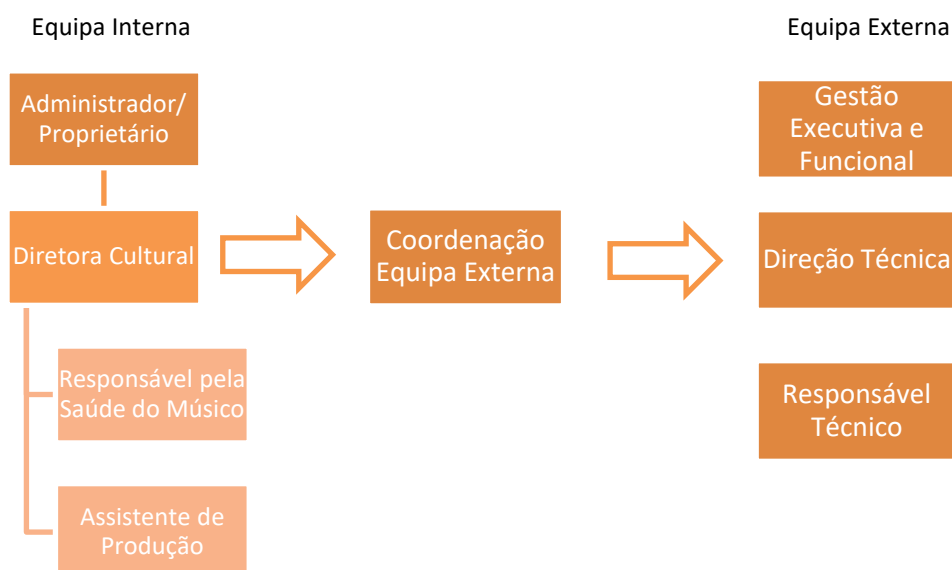 Equipa Interna
Equipa Externa
Administrador/
Proprietário
Diretora Cultural
Responsável pela
Saúde do Músico
Assistente de
Produção
Coordenação
Equipa Externa
Gestão
Executiva e
Funcional
Direção Técnica
Responsável
Técnico